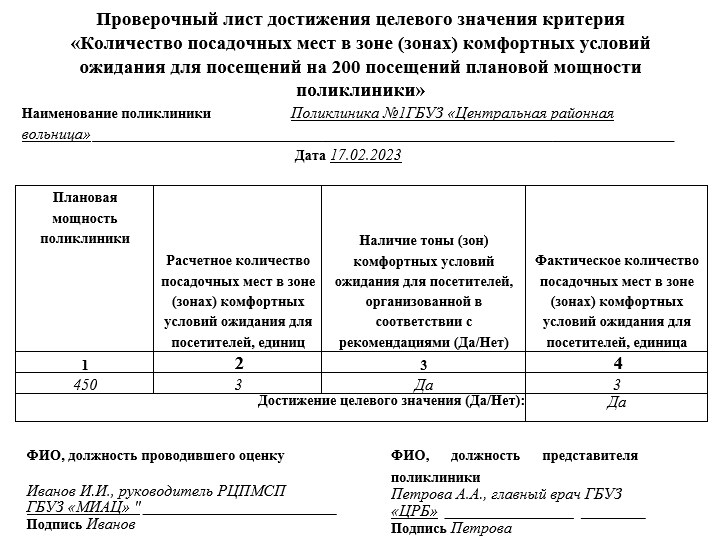 Проверочный лист достижения целевого значения критерия
«Количество посадочных мест в зоне (зонах) комфортных условий
ожидания для посещений на 200 посещений плановой мощности
поликлиники»
Наименование поликлиники Поликлиника №1ГБУЗ «Центральная районная
вольница»
Дата 17.02.2023
Плановая
мощность
поликлиники
Расчетное количество
посадочных мест в зоне
(зонах) комфортных
условий ожидания для
посетителей, единиц
Наличие тоны (зон)
комфортных условий
ожидания для посетителей,
организованной в
соответствии с
рекомендациями (Да/Нет)
Фактическое количество
посадочных мест в зоне
(зонах) комфортных
условий ожидания для
посетителей, единица
1 2 3 4
450 3 Да 3
Достижение целевого значения (Да/Нет): Да
ФИО, должность проводившего оценку
Иванов И.И., руководитель РЦПМСП
ГБУЗ «МИАЦ» "
Подпись Иванов
ФИО, должность представителя
поликлиники
Петрова А.А., главный врач ГБУЗ
«ЦРБ»
Подпись Петрова